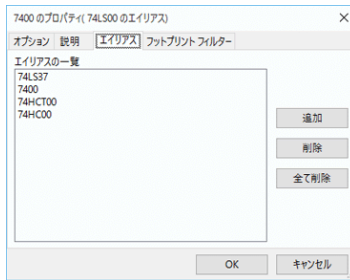 7400 のプロパティ( 74LS00 のエイリアス)
オプション 説明 エイリアス フットプリント フィルター
エイリアスの一覧
74LS37
7400
74HCT00
74HC00
追加
削除
全て削除
OK キャンセル